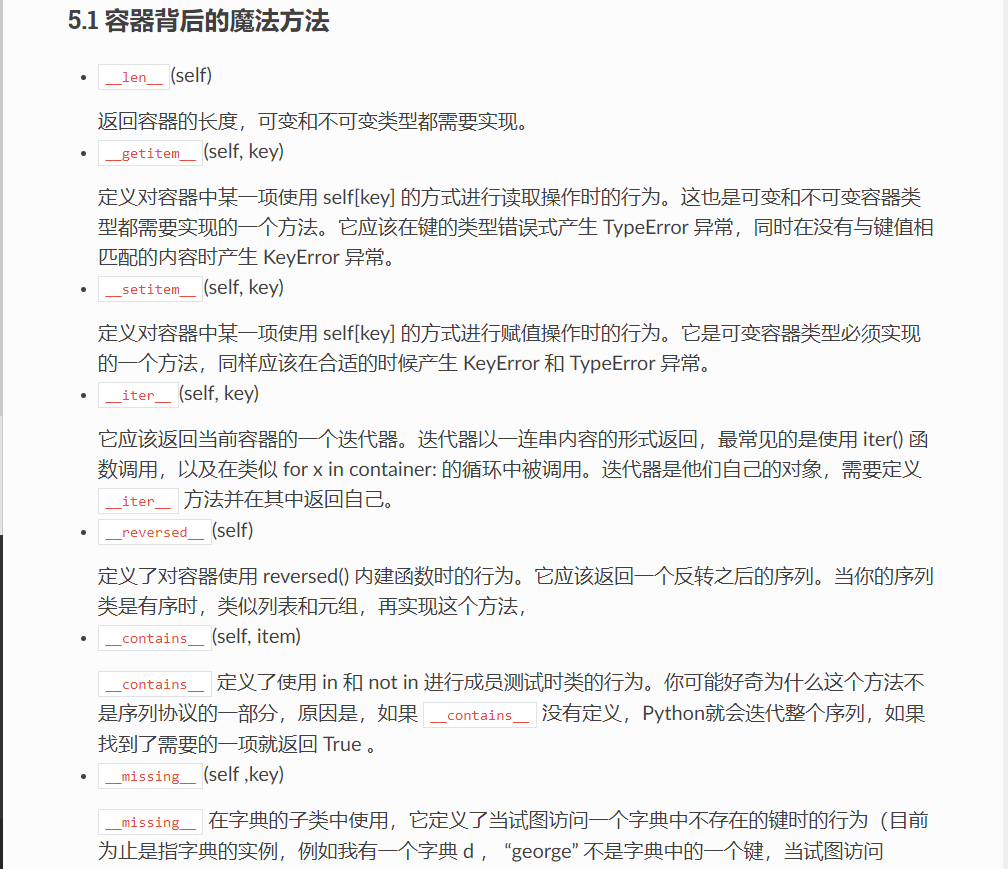 5.1 容器背后的魔法方法
__len__(self)
返回容器的长度，可变和不可变类型都需要实现。
__getitem__(self, key)
定义对容器中某一项使用 self[key] 的方式进行读取操作时的行为。这也是可变和不可变容器类
型都需要实现的一个方法。它应该在键的类型错误式产生 TypeError 异常，同时在没有与键值相
匹配的内容时产生 KeyError 异常。
__setitem__(self, key)
定义对容器中某一项使用 self[key] 的方式进行赋值操作时的行为。它是可变容器类型必须实现
的一个方法，同样应该在合适的时候产生 KeyError 和 TypeError 异常。
__iter__(self, key)
它应该返回当前容器的一个迭代器。迭代器以一连串内容的形式返回，最常见的是使用 iter() 函
数调用，以及在类似 for x in container: 的循环中被调用。迭代器是他们自己的对象，需要定义
__iter__ 方法并在其中返回自己。
__reversed__(self)
定义了对容器使用 reversed() 内建函数时的行为。它应该返回一个反转之后的序列。当你的序列
类是有序时，类似列表和元组，再实现这个方法，
__contains__(self, item)
__contains__ 定义了使用 in 和 not in 进行成员测试时类的行为。你可能好奇为什么这个方法不
是序列协议的一部分，原因是，如果 __contains__ 没有定义，Python就会迭代整个序列，如果
找到了需要的一项就返回 True 。
__missing__(self ,key)
__missing__ 在字典的子类中使用，它定义了当试图访问一个字典中不存在的键时的行为（目前
为止是指字典的实例，例如我有一个字典 d ， “george” 不是字典中的一个键，当试图访问